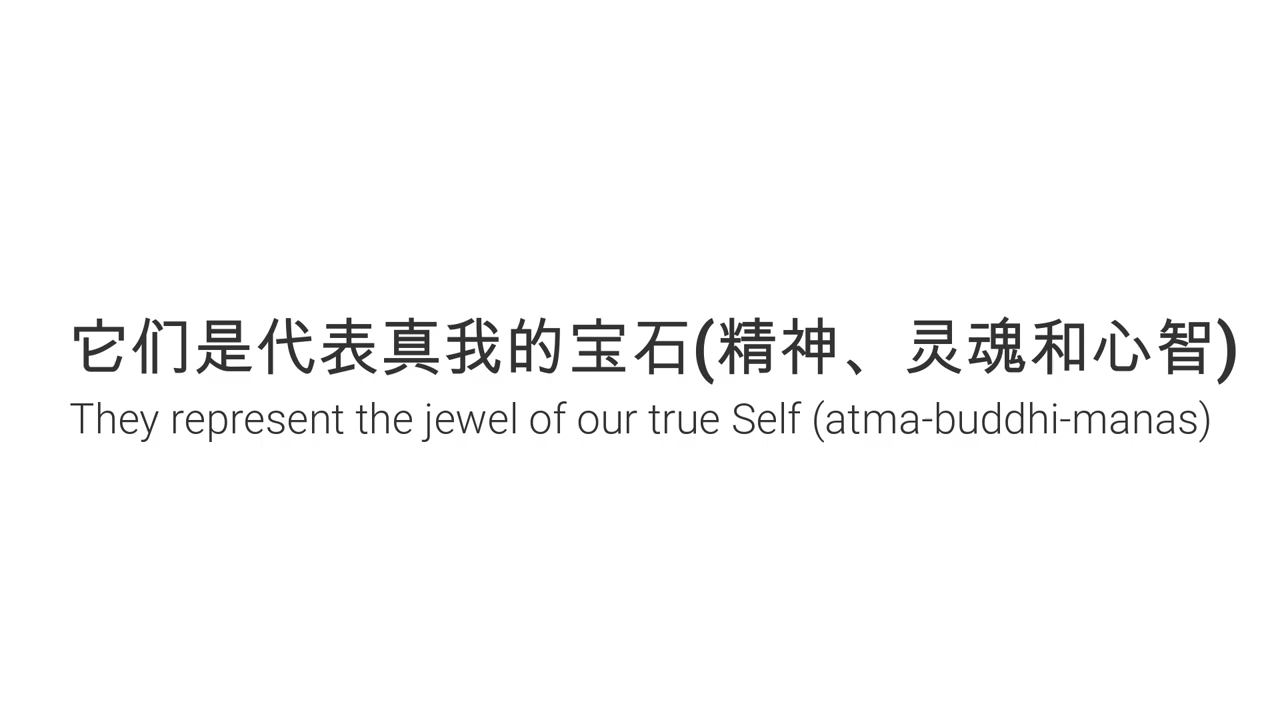 它们是代表真我的宝石(精神、灵魂和心智)
They represent the jewel of our true Self (atma-buddhi-manas)